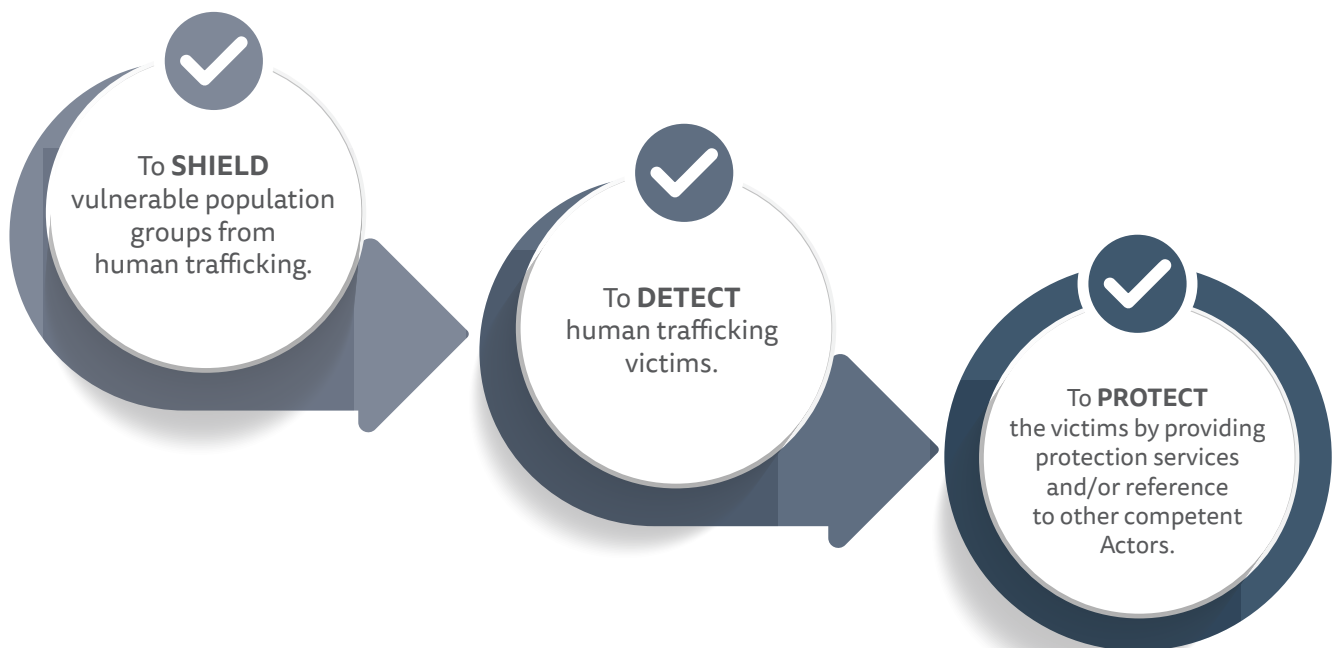 To SHIELD
vulnerable population
groups from
human trafficking.
To DETECT
human trafficking
victims.
To PROTECT
the victims by providing
protection services
and/or reference
to other competent
Actors.